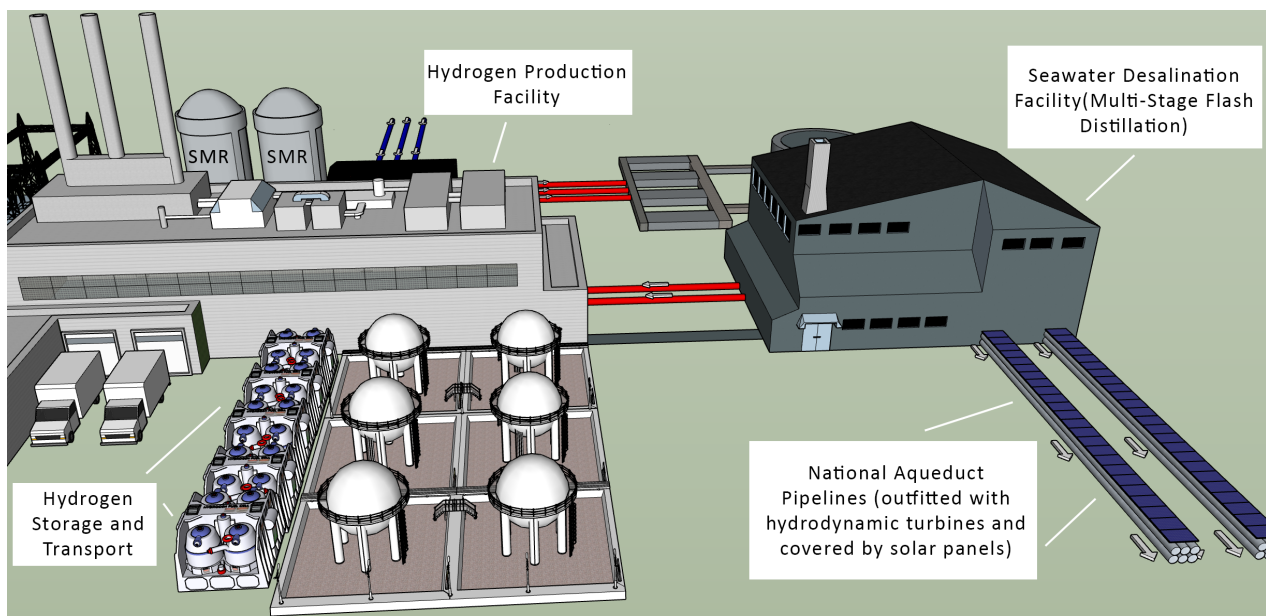 Hydrogen Production
Facility
Seawater Desalination
Facility(Multi-Stage Flash
Distillation)
SMR
SMR
Hydrogen
Storage and
Transport
National Aqueduct
Pipelines (outfitted with
hydrodynamic turbines and
covered by solar panels)